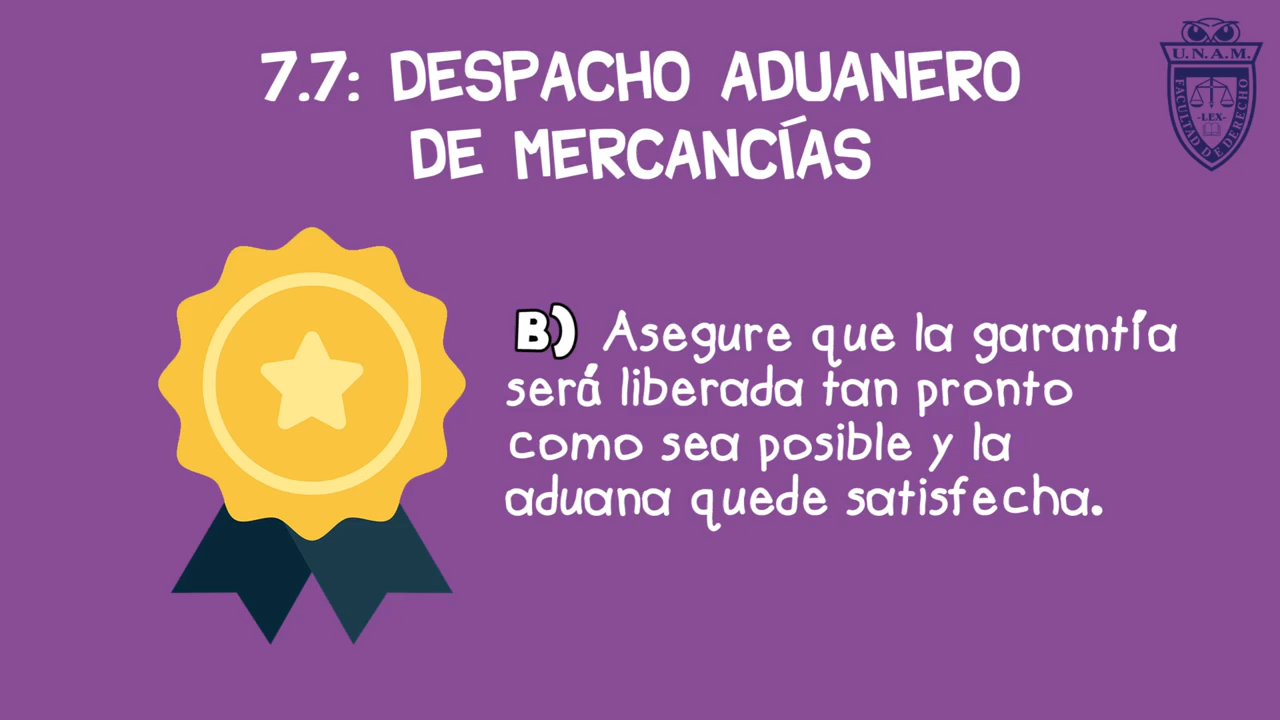 7.7: DESPACHO ADUANERO
DE MERCANCÍAS
U.N.A.M.
FACULTAD DE DERECHO
-LEX-
B) Asegure que la garantía
será liberada tan pronto
como sea posible y la
aduana quede satisfecha.